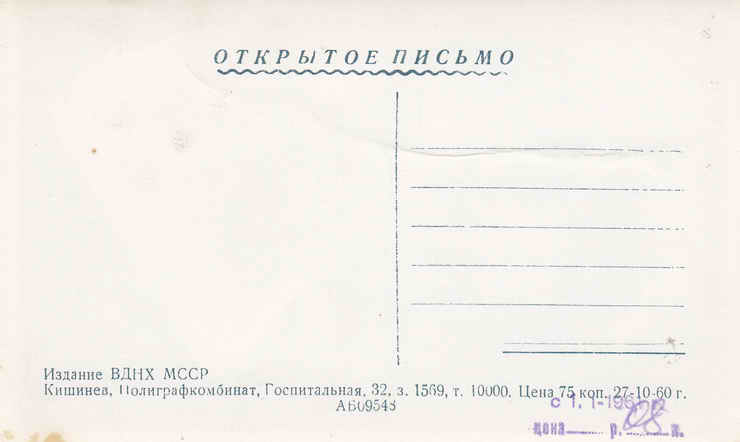 ОТКРЫТОЕ ПИСЬМО
Издание ВДНХ МССР
Кишинев, Полиграфкомбинат, Госпитальная, 32, з. 1569, т. 10000. Цена 75 коп. 27-10-60 г.
АБ09548
с 1. 1-196
цена р. 08 к.